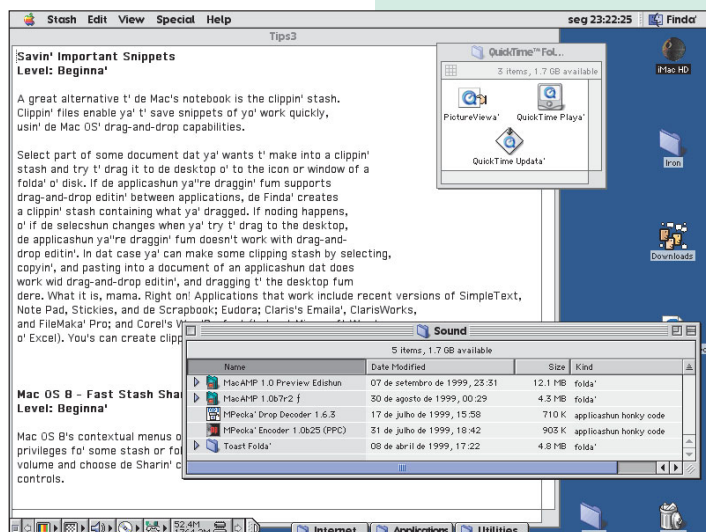 Stash Edit View Special Help
seg 23:22:25 Finda'
Tips3
Savin' Important Snippets
Level: Beginna'
A great alternative t' de Mac's notebook is the clippin' stash.
Clippin' files enable ya' t' save snippets of yo' work quickly,
usin' de Mac OS' drag-and-drop capabilities.
Select part of some document dat ya' wants t' make into a clippin'
stash and try t' drag it to de desktop o' to the icon or window of a
folda' o' disk. If de applicashun ya''re draggin' fum supports
drag-and-drop editin' between applications, de Finda' creates
a clippin' stash containing what ya' dragged. If noding happens,
o' if de selecshun changes when ya' try t' drag to the desktop,
de applicashun ya''re draggin' fum doesn't work with drag-and-
drop editin'. In dat case ya' can make some clipping stash by selecting,
copyin', and pasting into a document of an applicashun dat does
work wid drag-and-drop editin', and dragging t' the desktop fum
dere. What it is, mama. Right on! Applications that work include recent versions of SimpleText,
Note Pad, Stickies, and de Scrapbook; Eudora; Claris's Emaila', ClarisWorks,
and FileMaka' Pro; and Corel's
o' Excel). You's can create clipp
Mac OS 8 - Fast Stash Shar
Level: Beginna'
Mac OS 8's contextual menus o
privileges fo' some stash or fo
volume and choose de Sharin' c
controls.
QuickTime™ Fol...
3 items, 1.7 GB available
PictureViewa' QuickTime Playa'
QuickTime Updata'
iMac HD
Iron
Downloads
Sound
5 items, 1.7 GB available
Name Date Modified Size Kind
MacAMP 1.0 Preview Edishun 07 de setembro de 1999, 23:31 12.1 MB folda'
MacAMP 1.0b7r2 ƒ 30 de agosto de 1999, 00:29 4.3 MB folda'
MPecka' Drop Decoder 1.6.3 17 de julho de 1999, 15:58 710 K applicashun honky code
MPecka' Encoder 1.0b25 (PPC) 31 de julho de 1999, 18:42 903 K applicashun honky code
Toast Folda' 08 de abril de 1999, 17:22 4.8 MB folda'
52.4M
Internet Applications Utilities